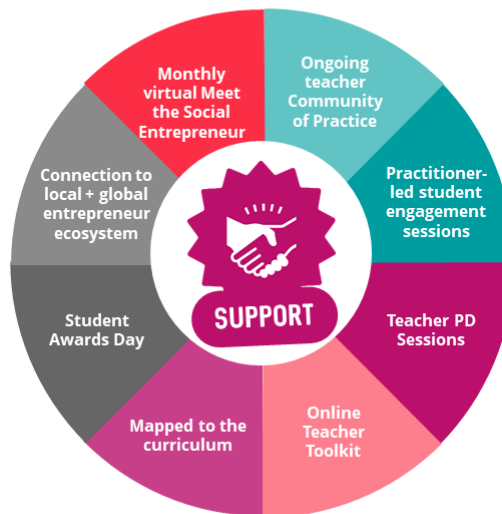 Monthly
virtual Meet
the Social
Entrepreneur
Ongoing
teacher
Community
of Practice
Practitioner-
led student
engagement
sessions
Teacher PD
Sessions
Online
Teacher
Toolkit
Mapped to the
curriculum
Student
Awards Day
Connection to
local + global
entrepreneur
ecosystem
SUPPORT